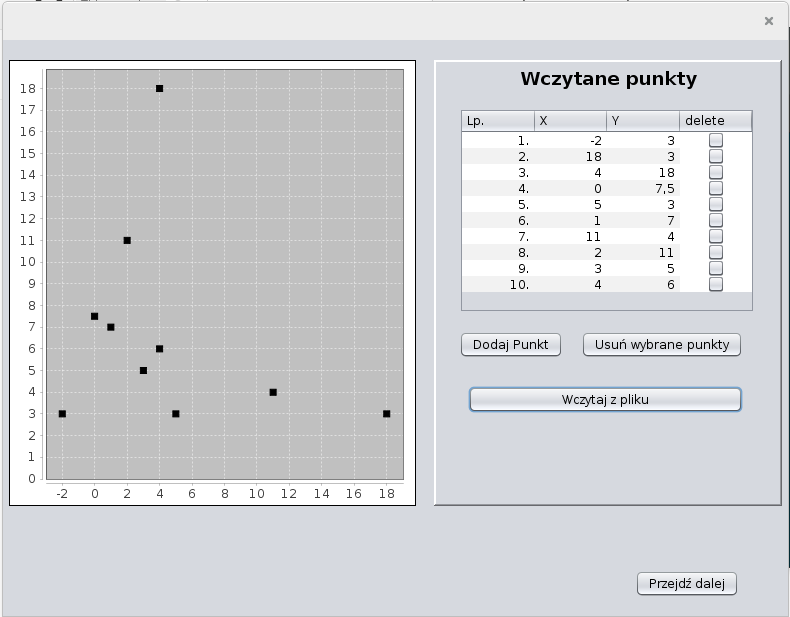 Wczytane punkty
Lp. X Y delete
1. -2 3
2. 18 3
3. 4 18
4. 0 7,5
5. 5 3
6. 1 7
7. 11 4
8. 2 11
9. 3 5
10. 4 6
Dodaj Punkt Usuń wybrane punkty
Wczytaj z pliku
18
17
16
15
14
13
12
11
10
9
8
7
6
5
4
3
2
1
0
-2 0 2 4 6 8 10 12 14 16 18
Przejdź dalej